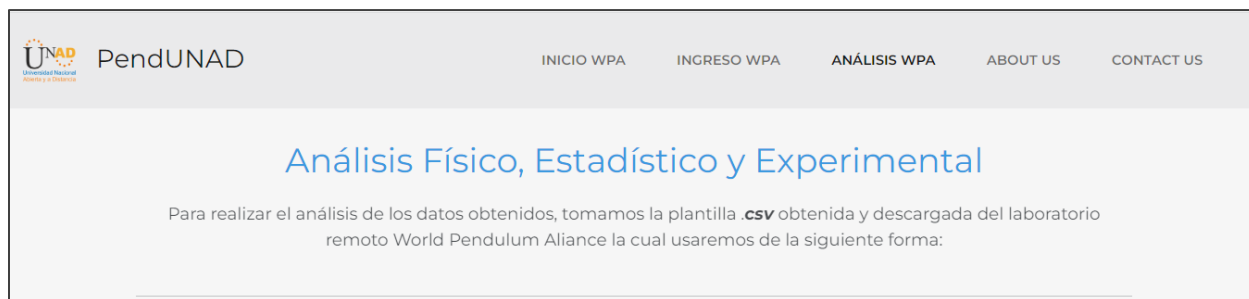 UNAD
Universidad Nacional
Abierta y a Distancia
PendUNAD
INICIO WPA
INGRESO WPA
ANÁLISIS WPA
ABOUT US
CONTACT US
Análisis Físico, Estadístico y Experimental
Para realizar el análisis de los datos obtenidos, tomamos la plantilla .csv obtenida y descargada del laboratorio
remoto World Pendulum Aliance la cual usaremos de la siguiente forma: